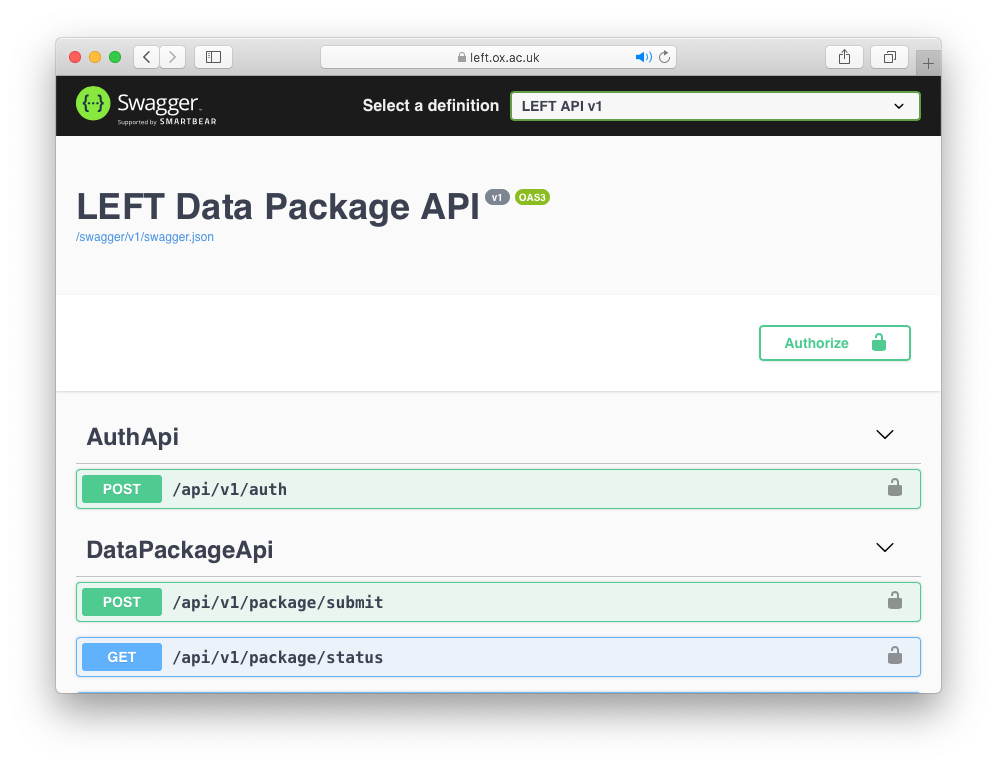 left.ox.ac.uk
Swagger
Supported by SMARTBEAR
Select a definition
LEFT API v1
LEFT Data Package API v1 OAS3
/swagger/v1/swagger.json
Authorize
AuthApi
POST /api/v1/auth
DataPackageApi
POST /api/v1/package/submit
GET /api/v1/package/status